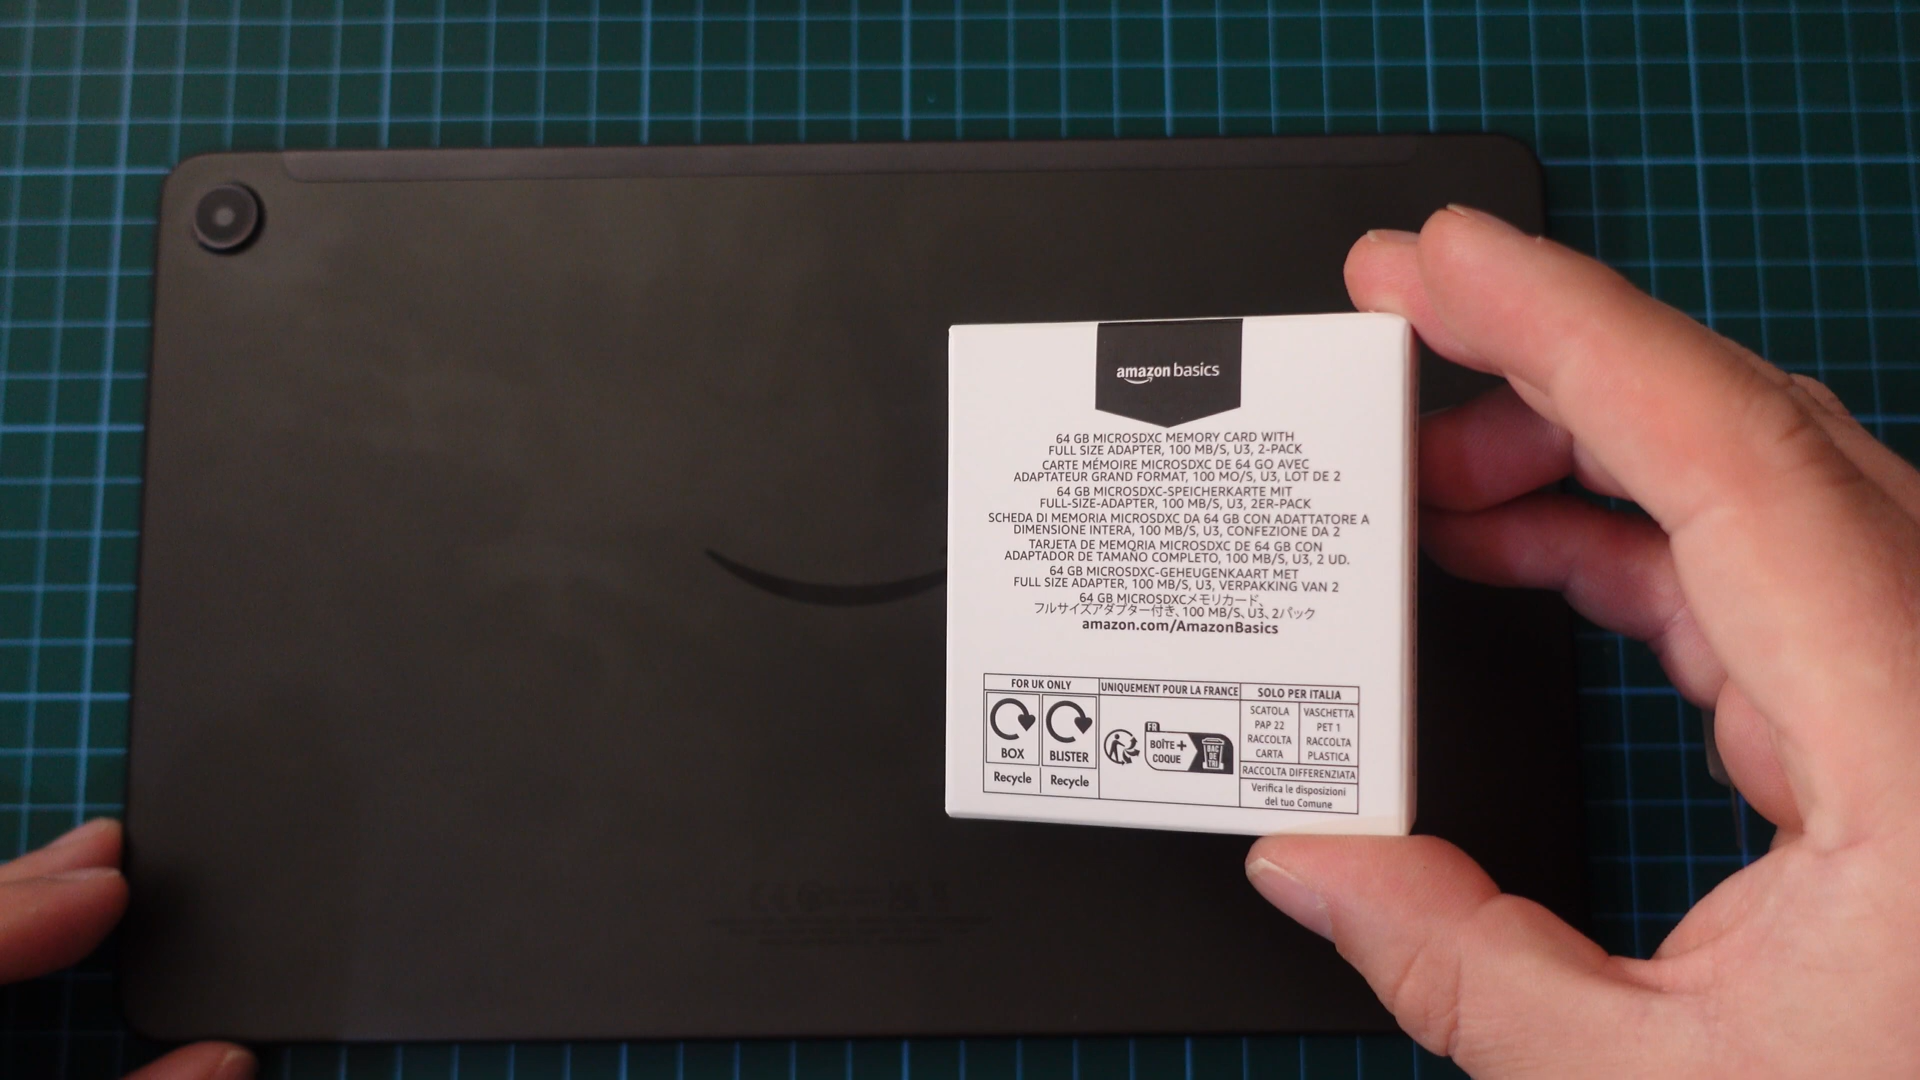 amazon basics
64 GB MICROSDXC MEMORY CARD WITH
FULL SIZE ADAPTER, 100 MB/S, U3, 2-PACK
CARTE MÉMOIRE MICROSDXC DE 64 GO AVEC
ADAPTATEUR GRAND FORMAT, 100 MO/S, U3, LOT DE 2
64 GB MICROSDXC-SPEICHERKARTE MIT
FULL-SIZE-ADAPTER, 100 MB/S, U3, 2ER-PACK
SCHEDA DI MEMORIA MICROSDXC DA 64 GB CON ADATTATORE A
DIMENSIONE INTERA, 100 MB/S, U3, CONFEZIONE DA 2
TARJETA DE MEMORIA MICROSDXC DE 64 GB CON
ADAPTADOR DE TAMAÑO COMPLETO, 100 MB/S, U3, 2 UD.
64 GB MICROSDXC-GEHEUGENKAART MET
FULL SIZE ADAPTER, 100 MB/S, U3, VERPAKKING VAN 2
64 GB MICROSDXCメモリカード、
フルサイズアダプター付き、100 MB/S、U3、2パック
amazon.com/AmazonBasics
FOR UK ONLY
BOX
BLISTER
Recycle
Recycle
UNIQUEMENT POUR LA FRANCE
FR
BOÎTE +
COQUE
BAC
DE
TRI
SOLO PER ITALIA
SCATOLA
PAP 22
RACCOLTA
CARTA
VASCHETTA
PET 1
RACCOLTA
PLASTICA
RACCOLTA DIFFERENZIATA
Verifica le disposizioni
del tuo Comune